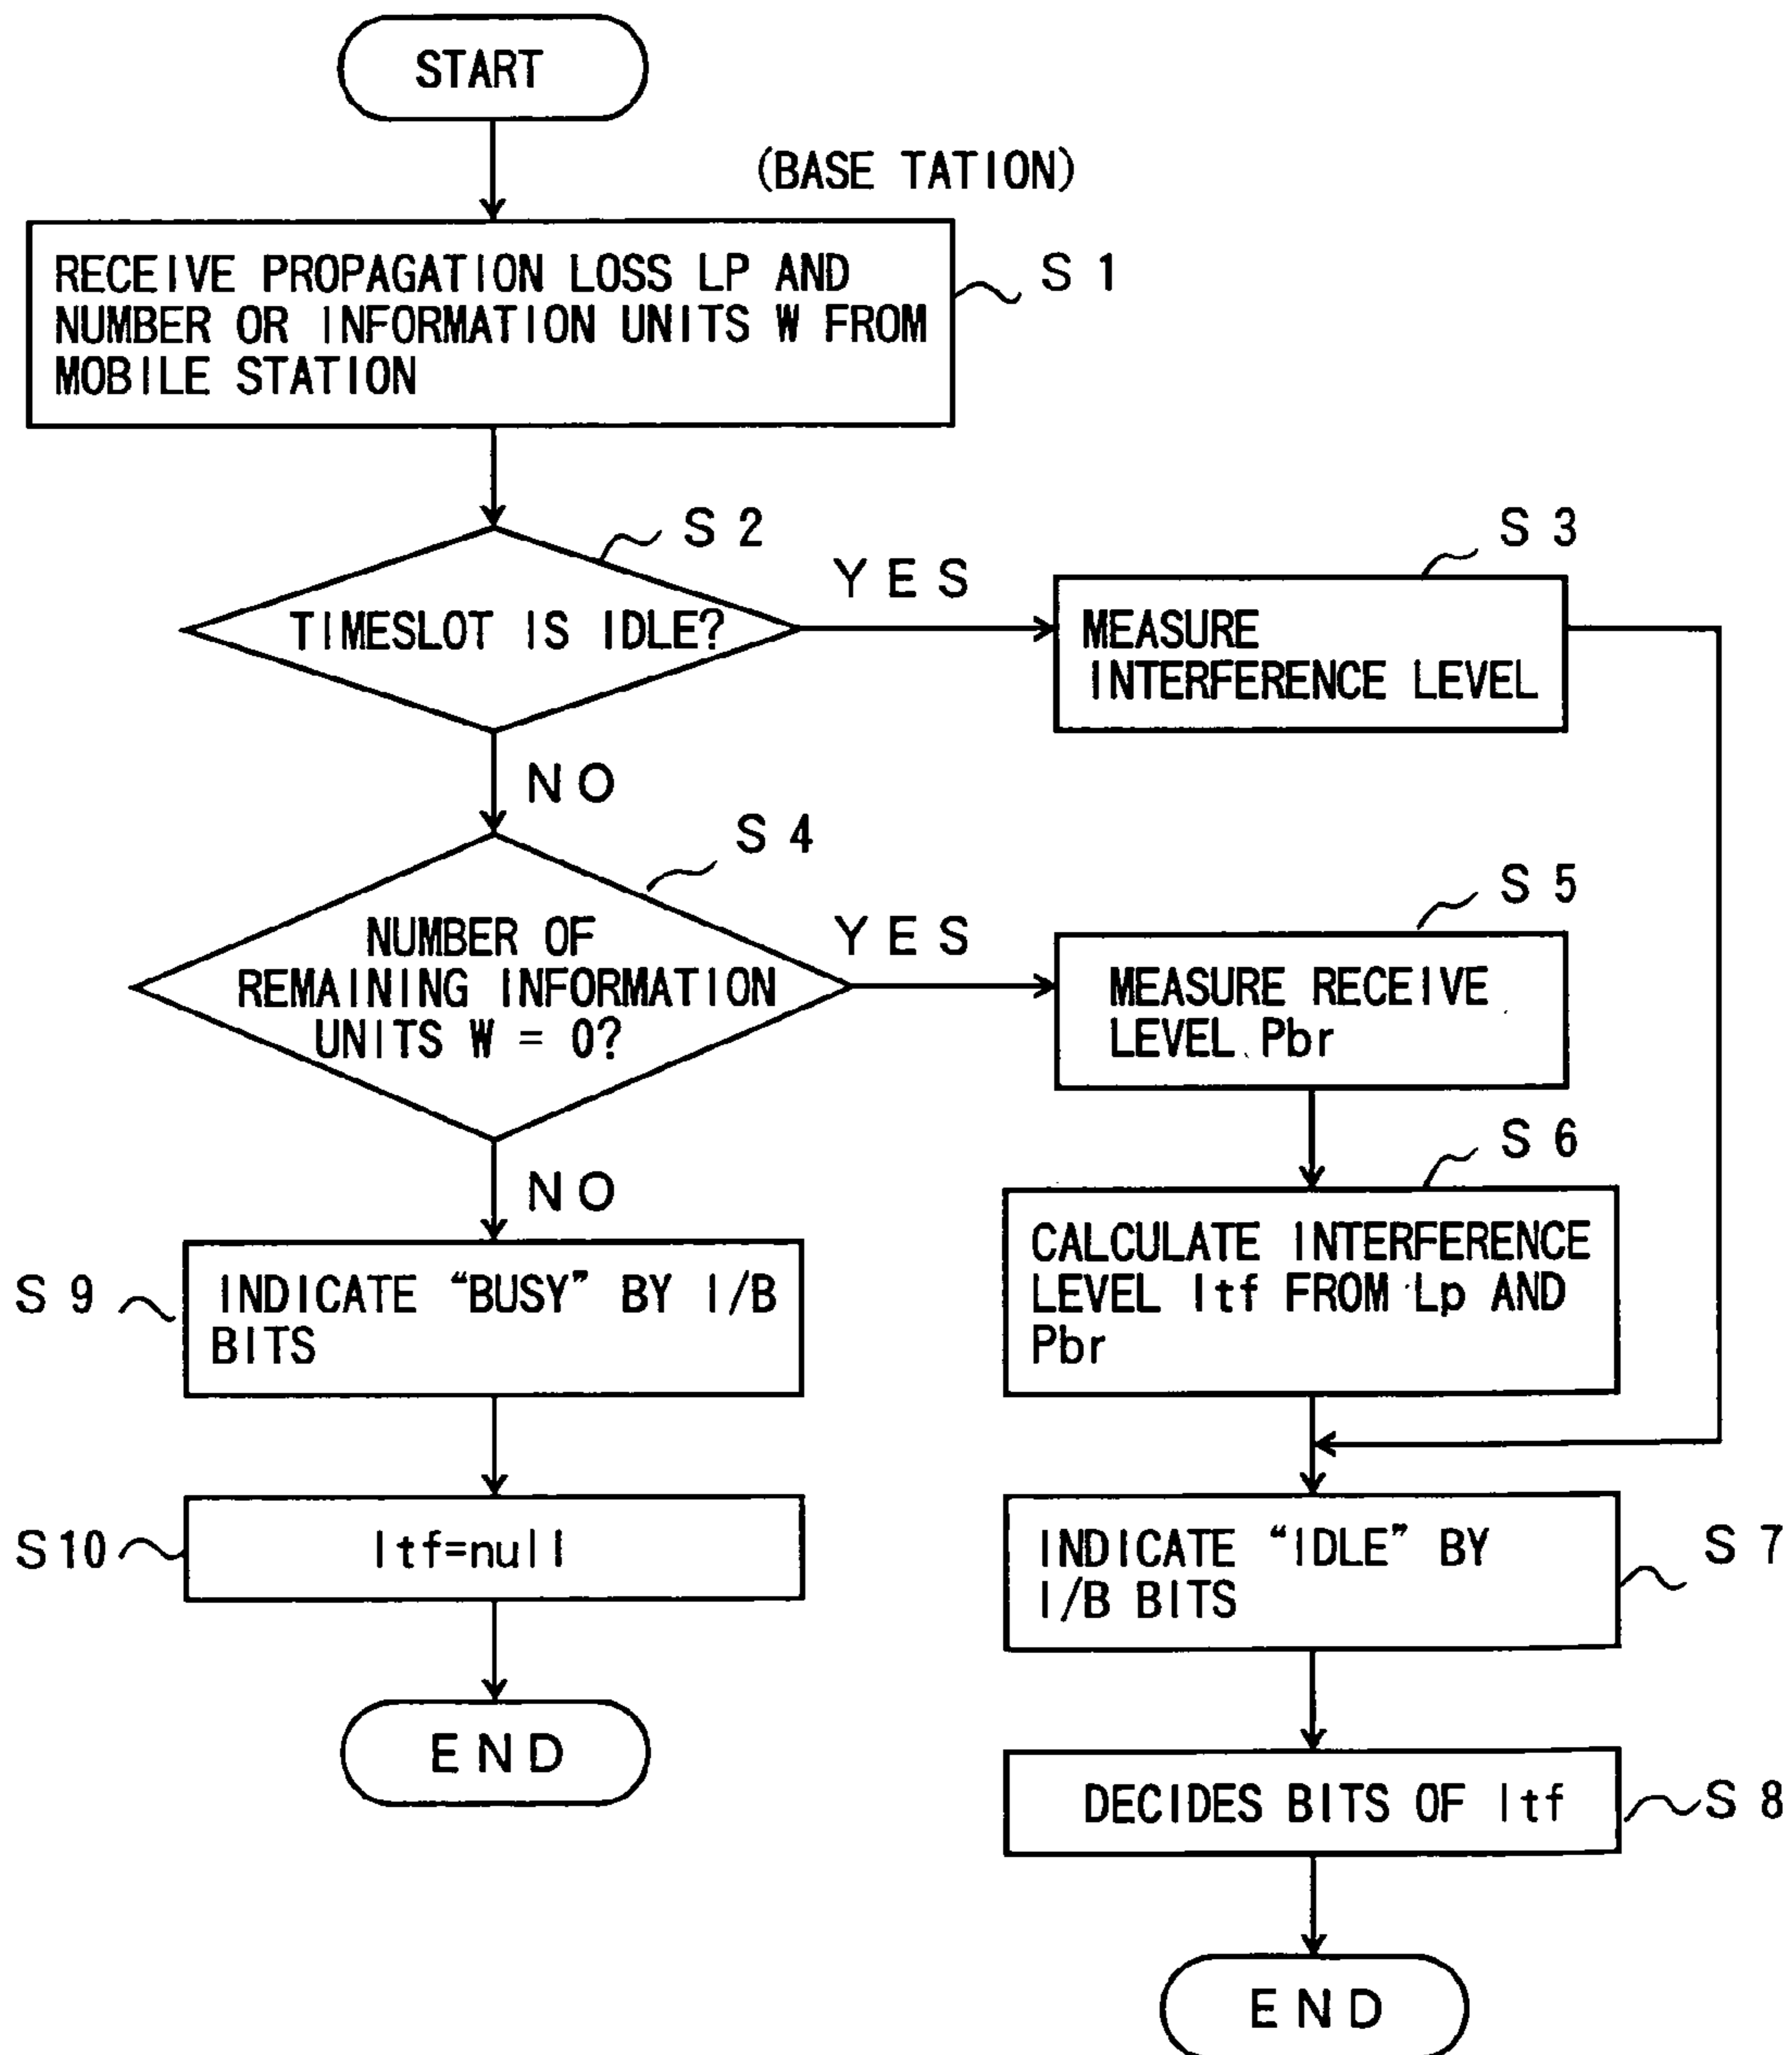 START
(BASE TATION)
RECEIVE PROPAGATION LOSS LP AND
NUMBER OR INFORMATION UNITS W FROM
MOBILE STATION
S 1
TIMESLOT IS IDLE?
S 2
YES
MEASURE
INTERFERENCE LEVEL
S 3
NO
NUMBER OF
REMAINING INFORMATION
UNITS W = 0?
S 4
YES
MEASURE RECEIVE
LEVEL Pbr
S 5
CALCULATE INTERFERENCE
LEVEL Itf FROM Lp AND
Pbr
S 6
NO
S 9
INDICATE “BUSY” BY I/B
BITS
S10
Itf=null
END
INDICATE “IDLE” BY
I/B BITS
S 7
DECIDES BITS OF Itf
S 8
END